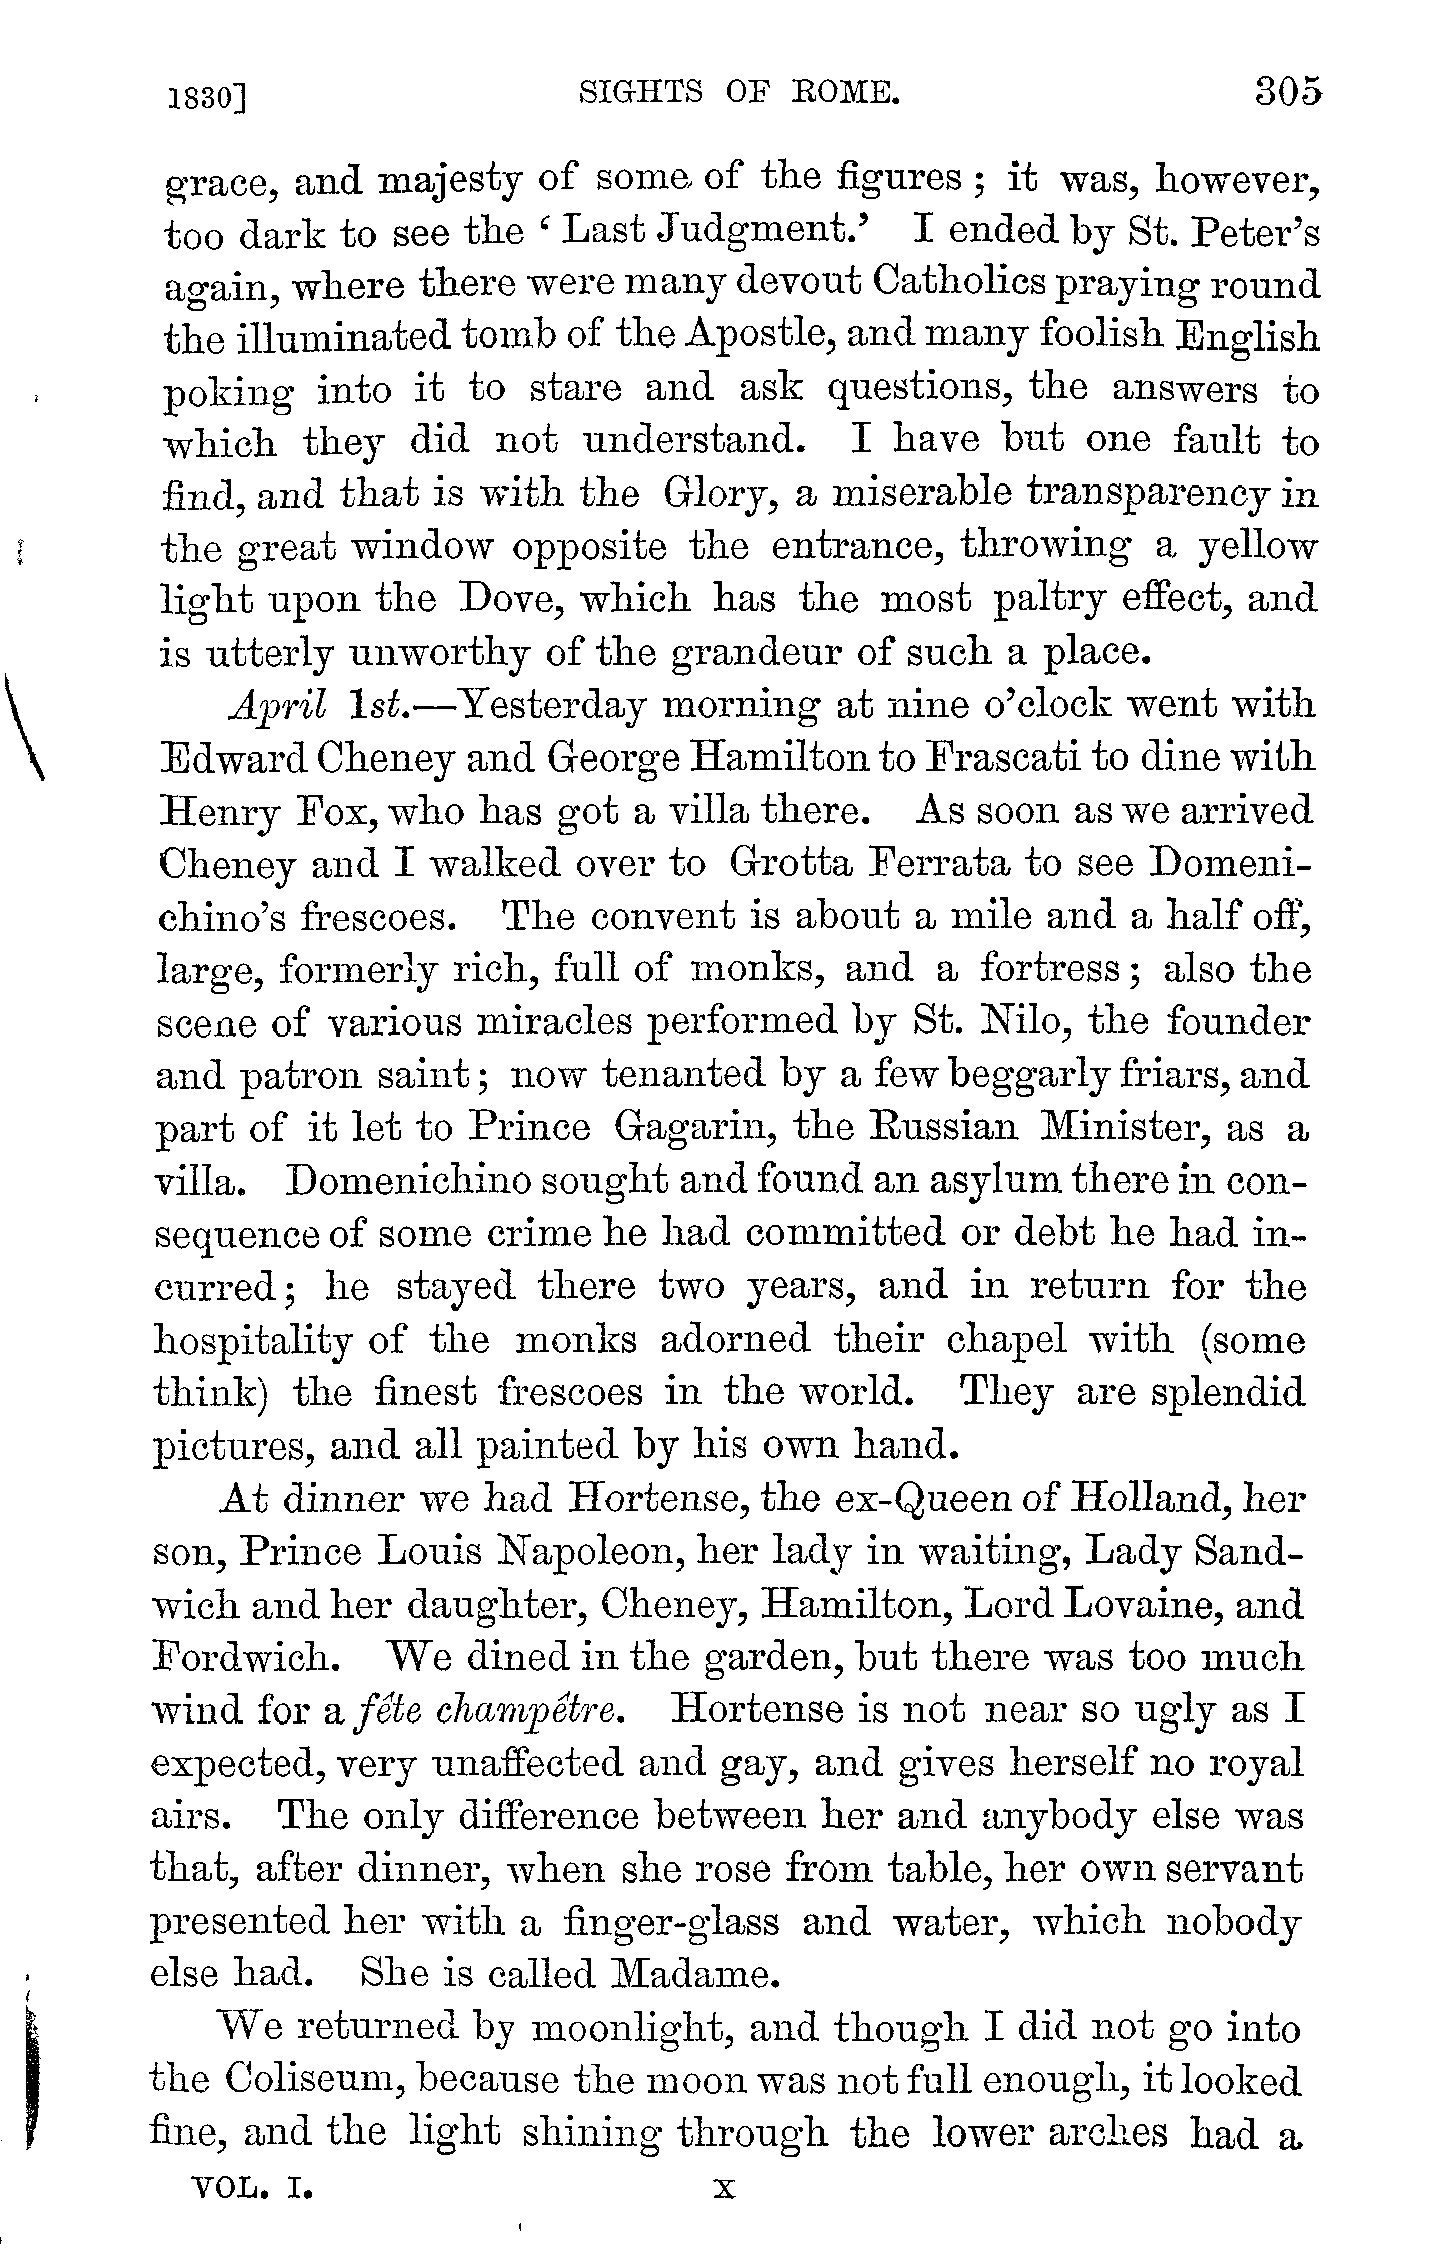 1830] SIGHTS OF ROME. 305
grace, and majesty of some of the figures ; it was, however,
too dark to see the ‘ Last Judgment.’ I ended by St. Peter’s
again, where there were many devout Catholics praying round
the illuminated tomb of the Apostle, and many foolish English
poking into it to stare and ask questions, the answers to
which they did not understand. I have but one fault to
find, and that is with the Glory, a miserable transparency in
the great window opposite the entrance, throwing a yellow
light upon the Dove, which has the most paltry effect, and
is utterly unworthy of the grandeur of such a place.
April 1st.—Yesterday morning at nine o’clock went with
Edward Cheney and George Hamilton to Frascati to dine with
Henry Fox, who has got a villa there. As soon as we arrived
Cheney and I walked over to Grotta Ferrata to see Domeni-
chino’s frescoes. The convent is about a mile and a half off,
large, formerly rich, full of monks, and a fortress ; also the
scene of various miracles performed by St. Nilo, the founder
and patron saint ; now tenanted by a few beggarly friars, and
part of it let to Prince Gagarin, the Russian Minister, as a
villa. Domenichino sought and found an asylum there in con-
sequence of some crime he had committed or debt he had in-
curred ; he stayed there two years, and in return for the
hospitality of the monks adorned their chapel with (some
think) the finest frescoes in the world. They are splendid
pictures, and all painted by his own hand.
At dinner we had Hortense, the ex-Queen of Holland, her
son, Prince Louis Napoleon, her lady in waiting, Lady Sand-
wich and her daughter, Cheney, Hamilton, Lord Lovaine, and
Fordwich. We dined in the garden, but there was too much
wind for a fête champêtre. Hortense is not near so ugly as I
expected, very unaffected and gay, and gives herself no royal
airs. The only difference between her and anybody else was
that, after dinner, when she rose from table, her own servant
presented her with a finger-glass and water, which nobody
else had. She is called Madame.
We returned by moonlight, and though I did not go into
the Coliseum, because the moon was not full enough, it looked
fine, and the light shining through the lower arches had a
VOL. I. X